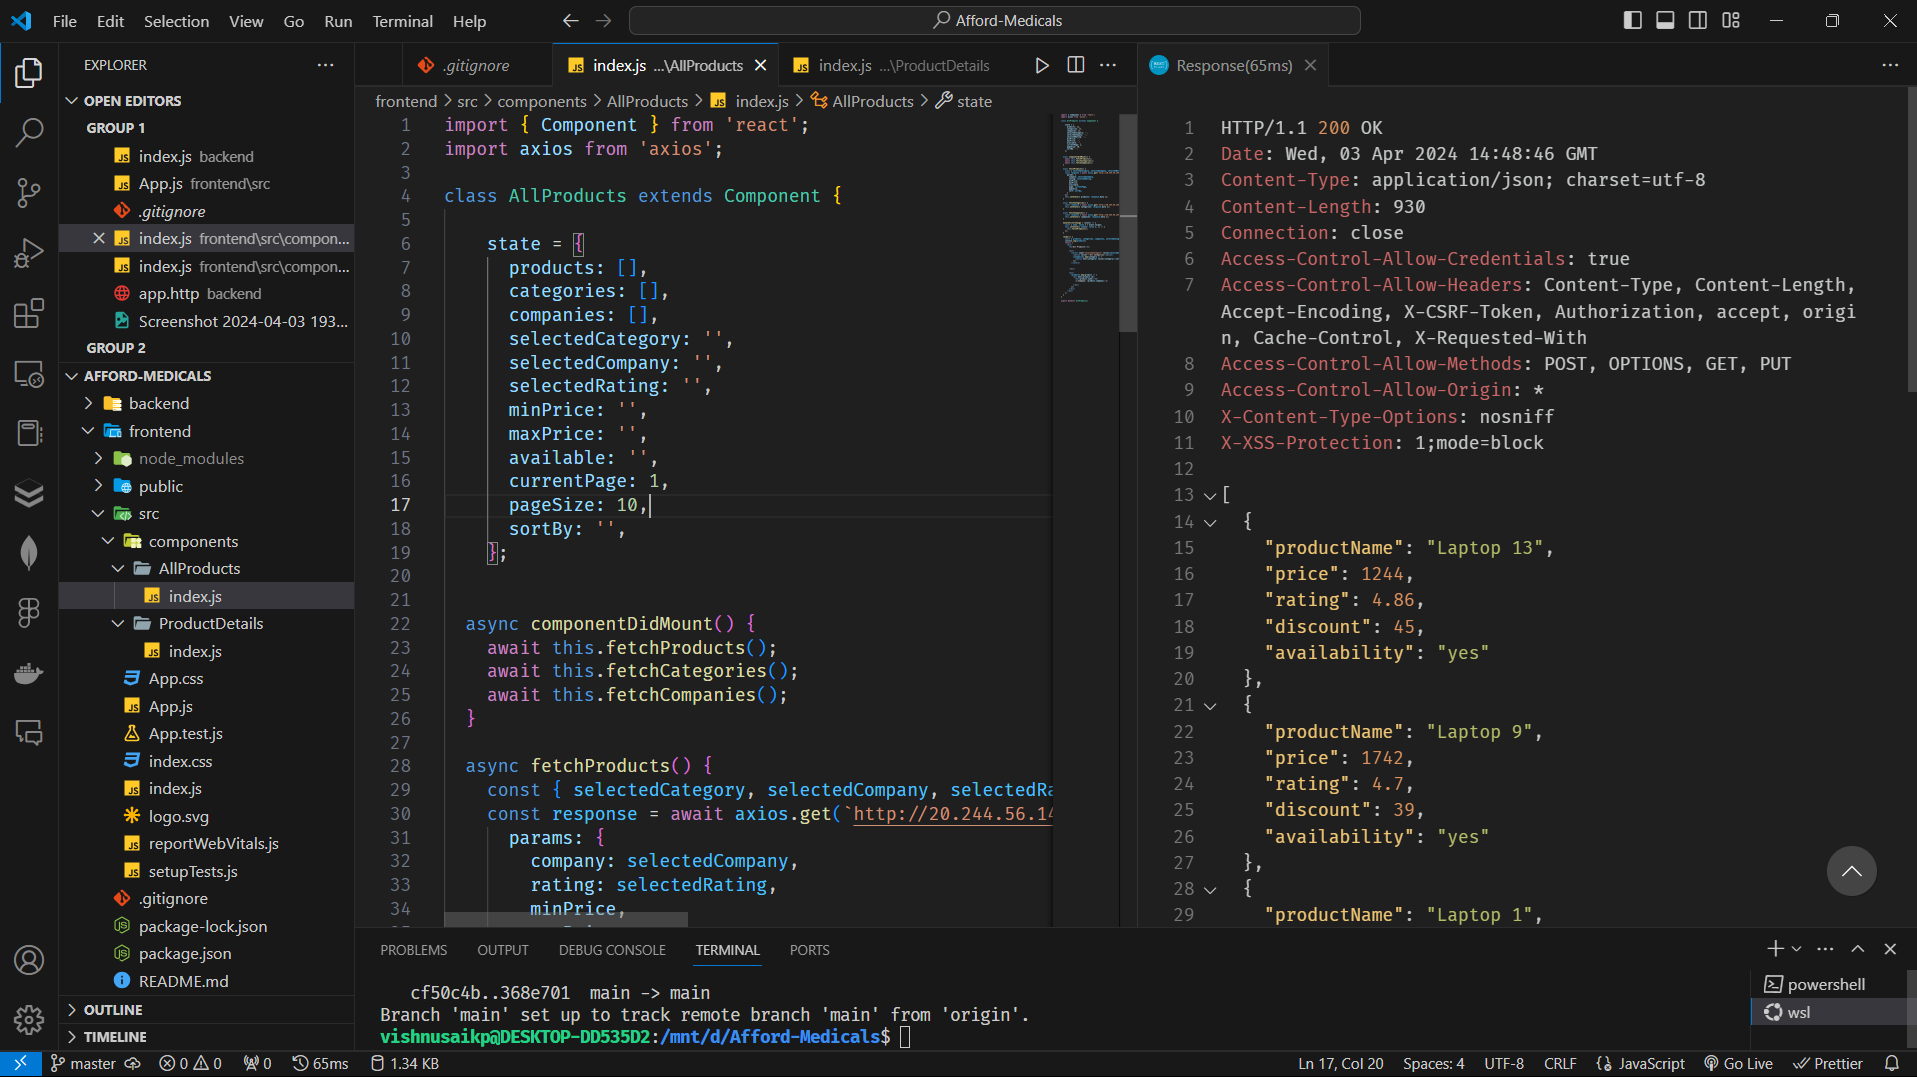 File Edit Selection View Go Run Terminal Help
Afford-Medicals
EXPLORER
OPEN EDITORS
GROUP 1
index.js backend
App.js frontend\src
.gitignore
index.js frontend\src\compon...
index.js frontend\src\compon...
app.http backend
Screenshot 2024-04-03 193...
GROUP 2
AFFORD-MEDICALS
backend
frontend
node_modules
public
src
components
AllProducts
index.js
ProductDetails
index.js
App.css
App.js
App.test.js
index.css
index.js
logo.svg
reportWebVitals.js
setupTests.js
.gitignore
package-lock.json
package.json
README.md
OUTLINE
TIMELINE
.gitignore
index.js ...\AllProducts
index.js ...\ProductDetails
frontend > src > components > AllProducts > index.js > AllProducts > state
1 import { Component } from 'react';
2 import axios from 'axios';
3
4 class AllProducts extends Component {
5
6 state = {
7 products: [],
8 categories: [],
9 companies: [],
10 selectedCategory: '',
11 selectedCompany: '',
12 selectedRating: '',
13 minPrice: '',
14 maxPrice: '',
15 available: '',
16 currentPage: 1,
17 pageSize: 10,
18 sortBy: '',
19 };
20
21
22 async componentDidMount() {
23 await this.fetchProducts();
24 await this.fetchCategories();
25 await this.fetchCompanies();
26 }
27
28 async fetchProducts() {
29 const { selectedCategory, selectedCompany, selectedRa
30 const response = await axios.get(`http://20.244.56.14
31 params: {
32 company: selectedCompany,
33 rating: selectedRating,
34 minPrice,
Response(65ms)
1 HTTP/1.1 200 OK
2 Date: Wed, 03 Apr 2024 14:48:46 GMT
3 Content-Type: application/json; charset=utf-8
4 Content-Length: 930
5 Connection: close
6 Access-Control-Allow-Credentials: true
7 Access-Control-Allow-Headers: Content-Type, Content-Length,
Accept-Encoding, X-CSRF-Token, Authorization, accept, origi
n, Cache-Control, X-Requested-With
8 Access-Control-Allow-Methods: POST, OPTIONS, GET, PUT
9 Access-Control-Allow-Origin: *
10 X-Content-Type-Options: nosniff
11 X-XSS-Protection: 1;mode=block
12
13 [
14 {
15 "productName": "Laptop 13",
16 "price": 1244,
17 "rating": 4.86,
18 "discount": 45,
19 "availability": "yes"
20 },
21 {
22 "productName": "Laptop 9",
23 "price": 1742,
24 "rating": 4.7,
25 "discount": 39,
26 "availability": "yes"
27 },
28 {
29 "productName": "Laptop 1",
PROBLEMS OUTPUT DEBUG CONSOLE TERMINAL PORTS
cf50c4b..368e701 main -> main
Branch 'main' set up to track remote branch 'main' from 'origin'.
vishnusaikp@DESKTOP-DD535D2:/mnt/d/Afford-Medicals$
powershell
wsl
master 0 0 0 65ms 1.34 KB Ln 17, Col 20 Spaces: 4 UTF-8 CRLF {} JavaScript Go Live Prettier